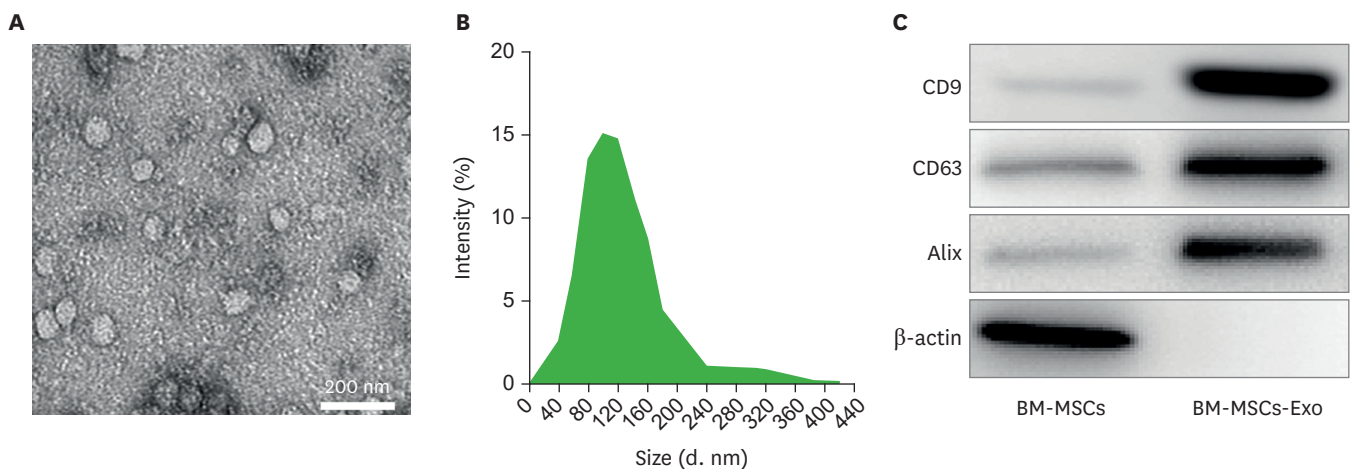 A
200 nm
B
Intensity (%)
20
15
10
5
0
0 40 80 120 160 200 240 280 320 360 400 440
Size (d. nm)
C
CD9
CD63
Alix
β-actin
BM-MSCs BM-MSCs-Exo